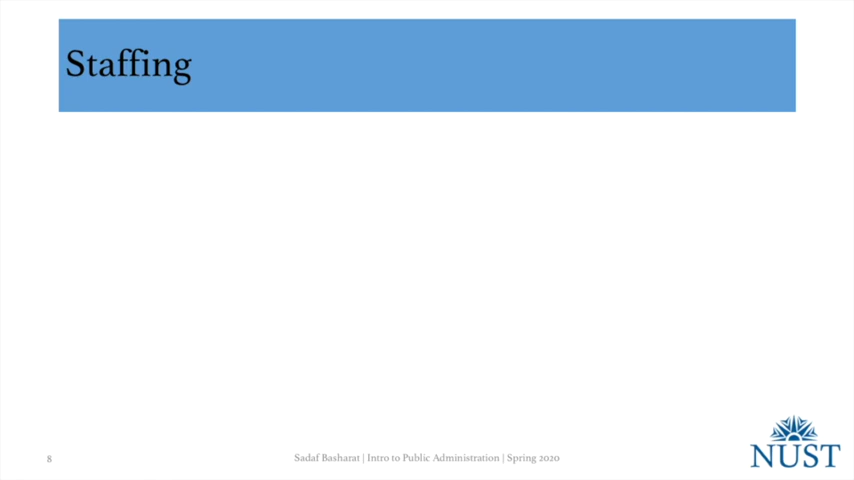 Staffing
8
Sadaf Basharat | Intro to Public Administration | Spring 2020
NUST